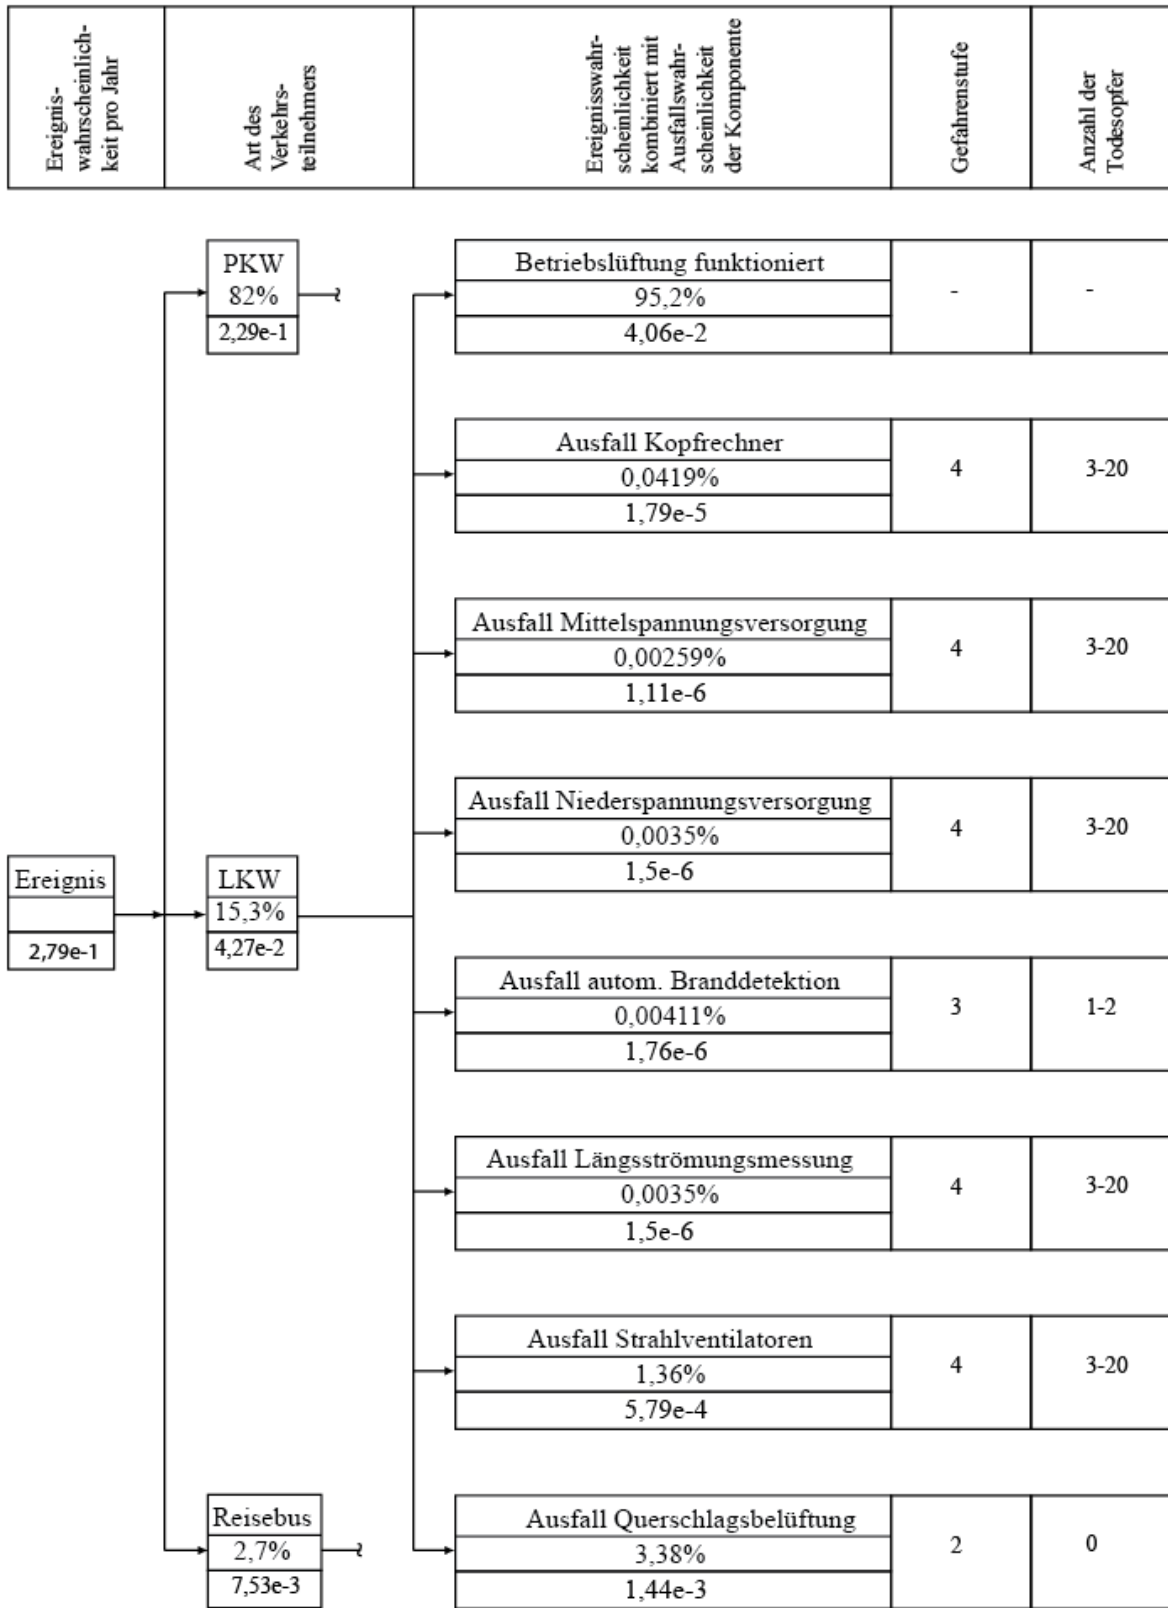 Ereignis-
wahrscheinlich-
keit pro Jahr
Art des
Verkehrs-
teilnehmers
Ereignisswahr-
scheinlichkeit
kombiniert mit
Ausfallswahr-
scheinlichkeit
der Komponente
Gefahrenstufe
Anzahl der
Todesopfer
Ereignis
2,79e-1
PKW
82%
2,29e-1
LKW
15,3%
4,27e-2
Reisebus
2,7%
7,53e-3
Betriebslüftung funktioniert
95,2%
4,06e-2
-
-
Ausfall Kopfrechner
0,0419%
1,79e-5
4
3-20
Ausfall Mittelspannungsversorgung
0,00259%
1,11e-6
4
3-20
Ausfall Niederspannungsversorgung
0,0035%
1,5e-6
4
3-20
Ausfall autom. Branddetektion
0,00411%
1,76e-6
3
1-2
Ausfall Längsströmungsmessung
0,0035%
1,5e-6
4
3-20
Ausfall Strahlventilatoren
1,36%
5,79e-4
4
3-20
Ausfall Querschlagsbelüftung
3,38%
1,44e-3
2
0